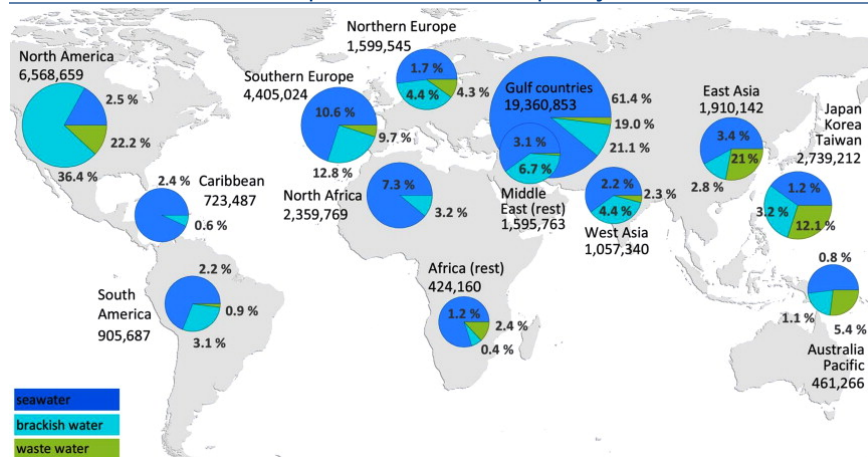 North America
6,568,659
2.5 %
22.2 %
36.4 %
Northern Europe
1,599,545
1.7 %
4.4 %
4.3 %
Southern Europe
4,405,024
10.6 %
9.7 %
12.8 %
Gulf countries
19,360,853
61.4 %
19.0 %
21.1 %
East Asia
1,910,142
3.4 %
21 %
2.8 %
Japan
Korea
Taiwan
2,739,212
1.2 %
3.2 %
12.1 %
Caribbean
723,487
2.4 %
0.6 %
North Africa
2,359,769
7.3 %
3.2 %
3.1 %
6.7 %
Middle
East (rest)
1,595,763
2.2 %
2.3 %
4.4 %
West Asia
1,057,340
South
America
905,687
2.2 %
0.9 %
3.1 %
Africa (rest)
424,160
1.2 %
2.4 %
0.4 %
0.8 %
1.1 %
5.4 %
Australia
Pacific
461,266
seawater
brackish water
waste water